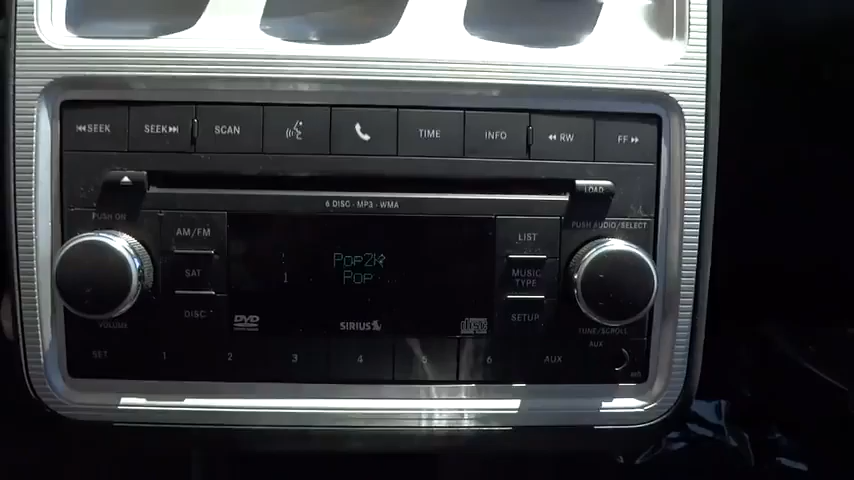 SEEK SEEK SCAN TIME INFO RW FF
LOAD
6 DISC · MP3 · WMA
PUSH ON
PUSH AUDIO/SELECT
AM/FM
LIST
Pop2K
SAT
MUSIC TYPE
1 Pop
DISC
SETUP
DVD
SIRIUS
disc
VOLUME
TUNE/SCROLL
AUX
SET 1 2 3 4 5 6 AUX